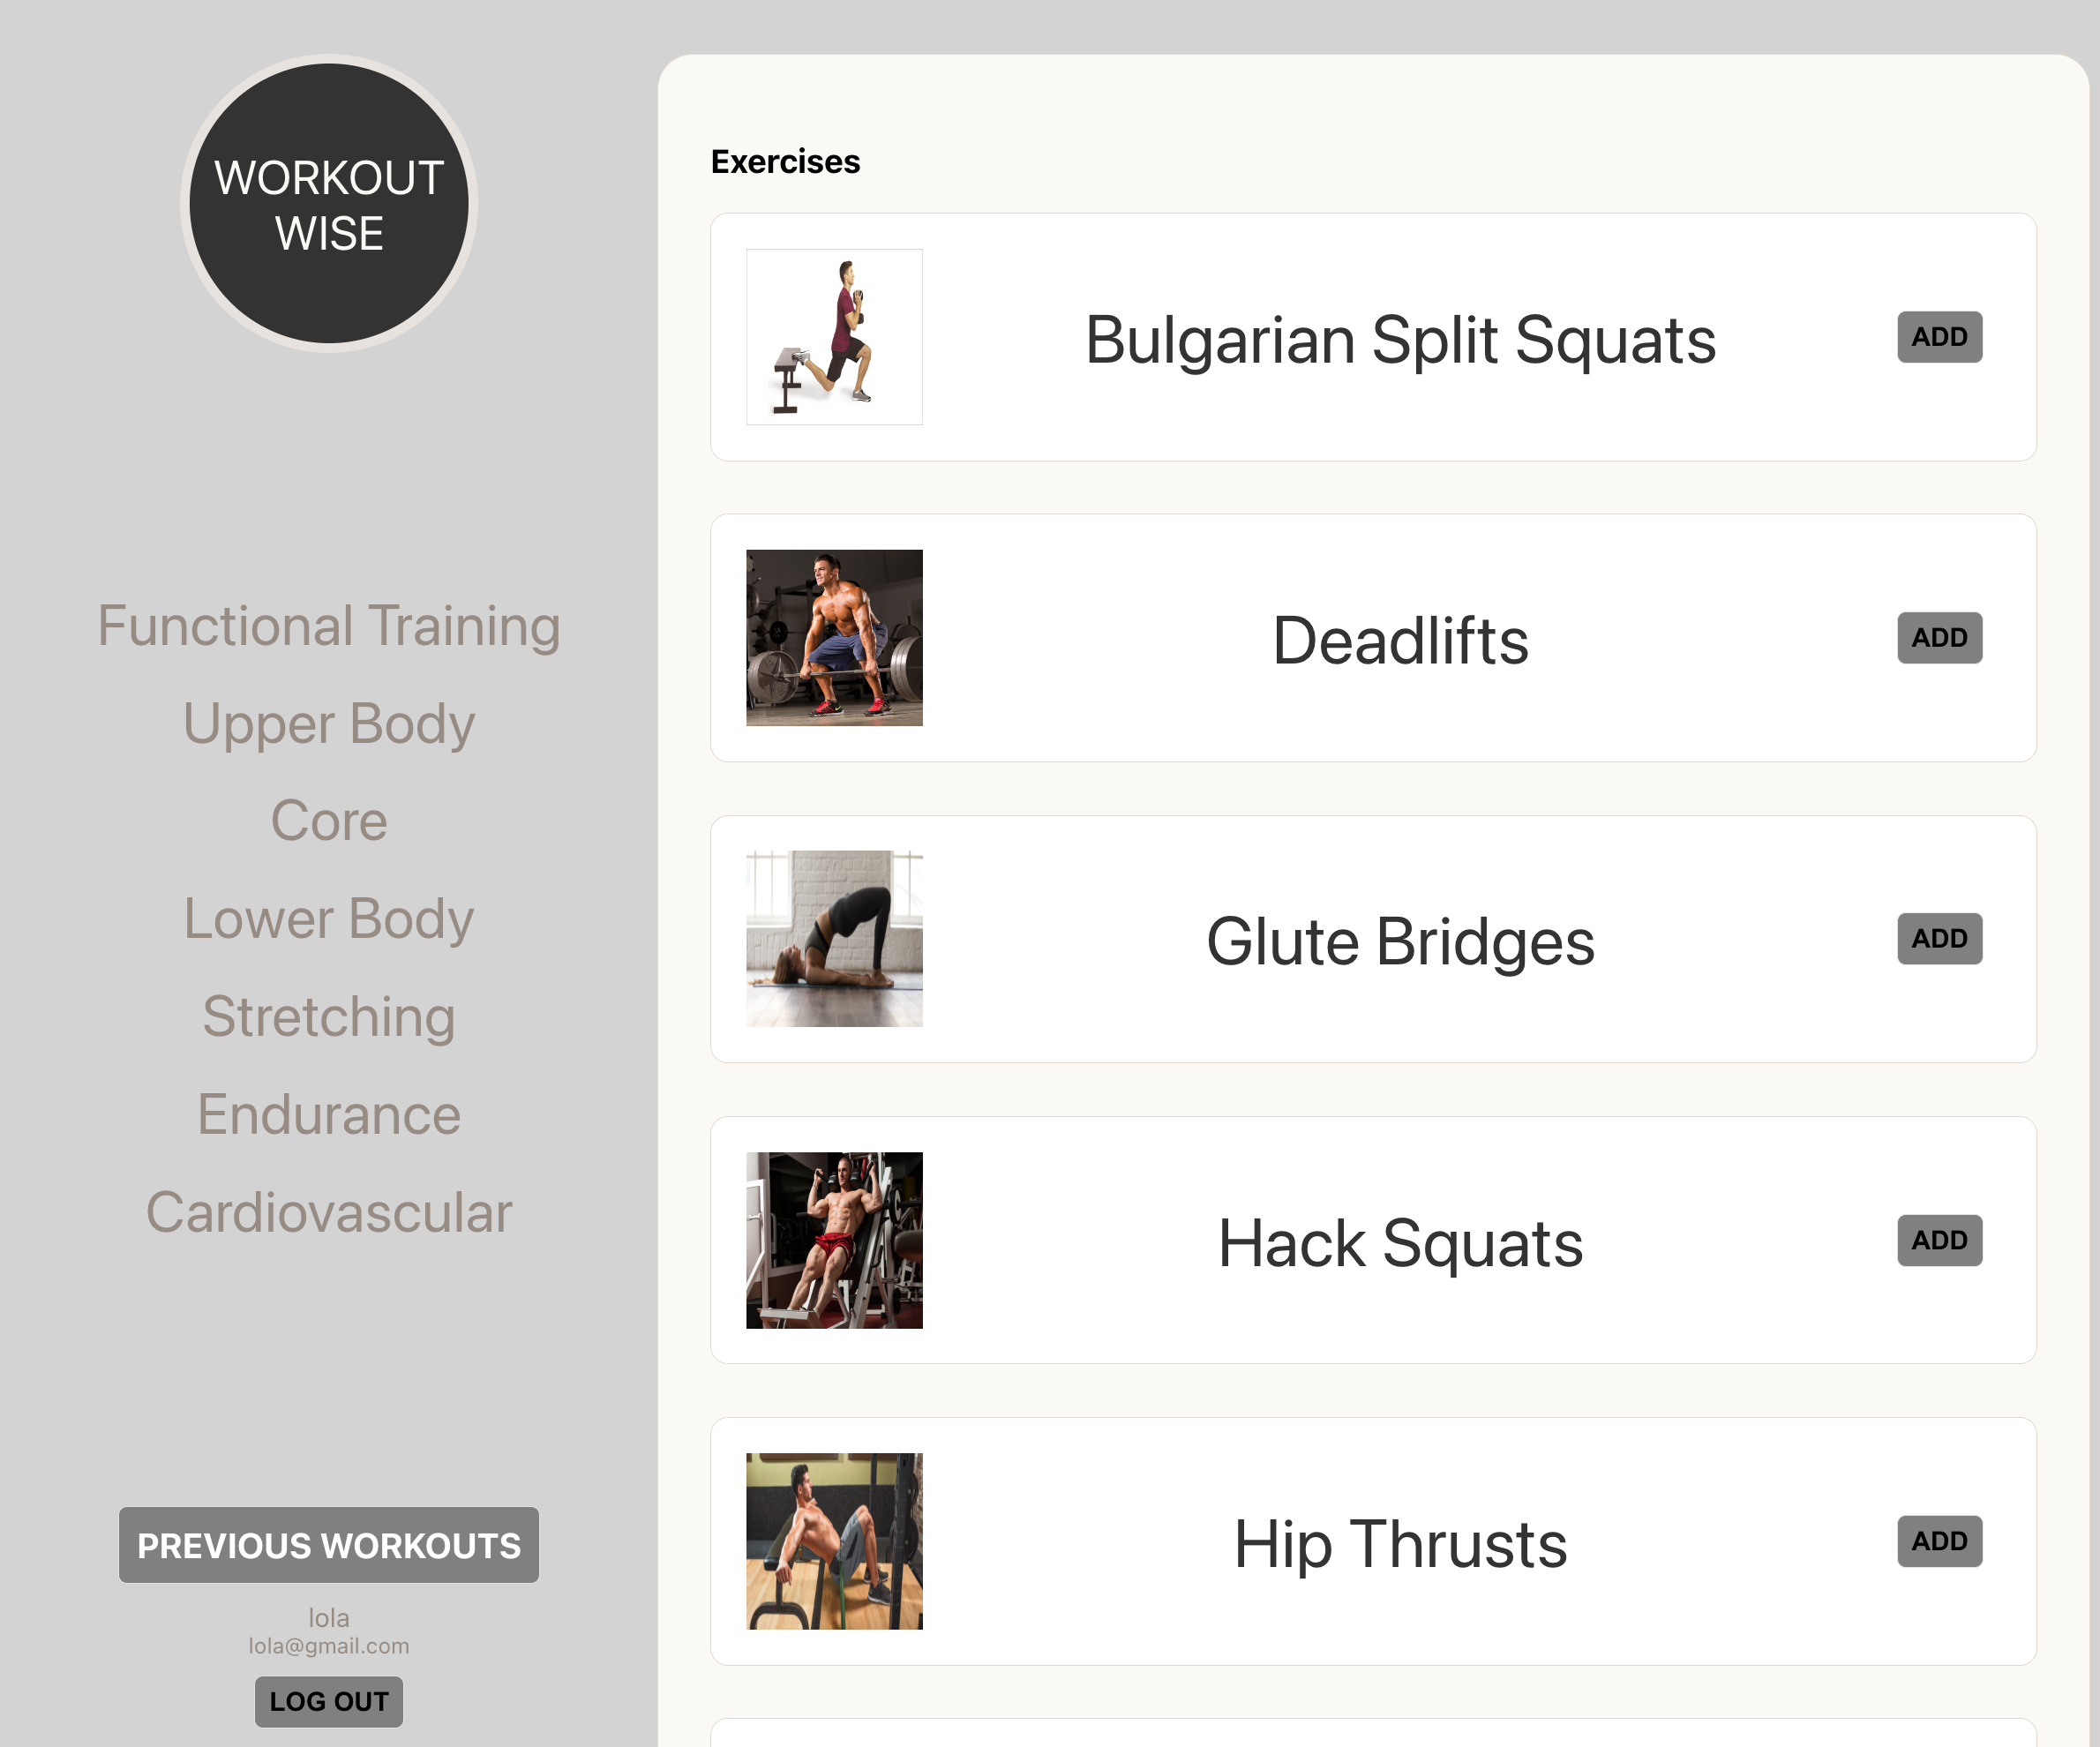 WORKOUT
WISE
Functional Training
Upper Body
Core
Lower Body
Stretching
Endurance
Cardiovascular
PREVIOUS WORKOUTS
lola
lola@gmail.com
LOG OUT
Exercises
Bulgarian Split Squats
ADD
Deadlifts
ADD
Glute Bridges
ADD
Hack Squats
ADD
Hip Thrusts
ADD